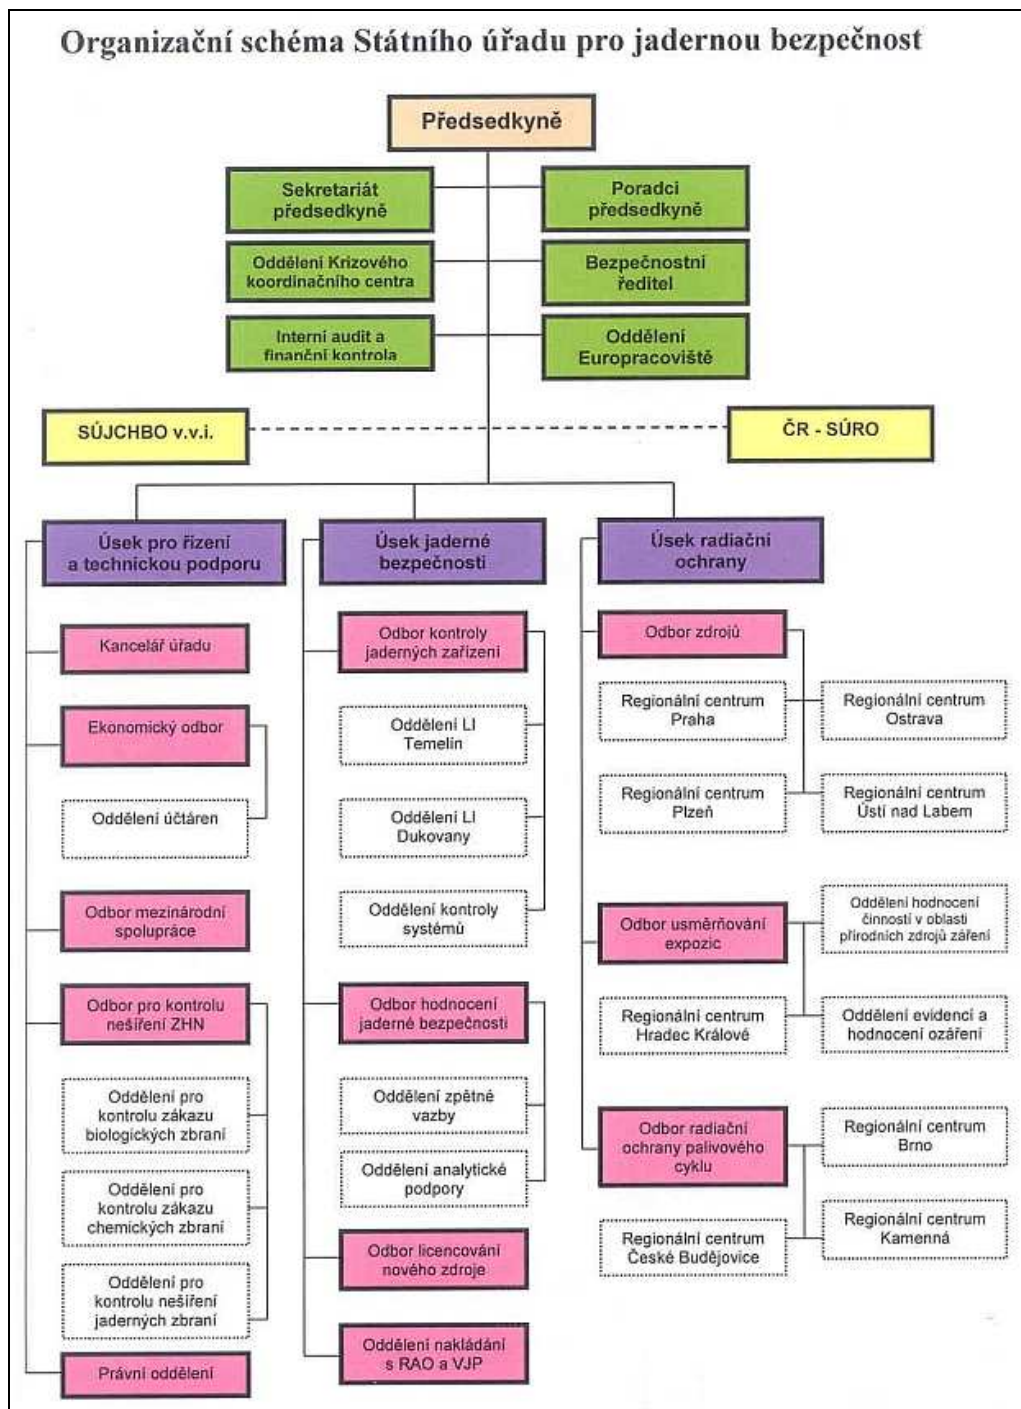 Organizační schéma Státního úřadu pro jadernou bezpečnost
Předsedkyně
Sekretariát
předsedkyně
Poradci
předsedkyně
Oddělení Krizového
koordinačního centra
Bezpečnostní
ředitel
Interní audit a
finanční kontrola
Oddělení
Europracoviště
SÚJCHBO v.v.i.
ČR - SÚRO
Úsek pro řízení
a technickou podporu
Kancelář úřadu
Ekonomický odbor
Oddělení účtáren
Odbor mezinárodní
spolupráce
Odbor pro kontrolu
nešíření ZHN
Oddělení pro
kontrolu zákazu
biologických zbraní
Oddělení pro
kontrolu zákazu
chemických zbraní
Oddělení pro
kontrolu nešíření
jaderných zbraní
Právní oddělení
Úsek jaderné
bezpečnosti
Odbor kontroly
jaderných zařízení
Oddělení LI
Temelín
Oddělení LI
Dukovany
Oddělení kontroly
systémů
Odbor hodnocení
jaderné bezpečnosti
Oddělení zpětné
vazby
Oddělení analytické
podpory
Odbor licencování
nového zdroje
Oddělení nakládání
s RAO a VJP
Úsek radiační
ochrany
Odbor zdrojů
Regionální centrum
Praha
Regionální centrum
Ostrava
Regionální centrum
Plzeň
Regionální centrum
Ústí nad Labem
Odbor usměrňování
expozic
Oddělení hodnocení
činností v oblasti
přírodních zdrojů záření
Regionální centrum
Hradec Králové
Oddělení evidencí a
hodnocení ozáření
Odbor radiační
ochrany palivového
cyklu
Regionální centrum
Brno
Regionální centrum
České Budějovice
Regionální centrum
Kamenná